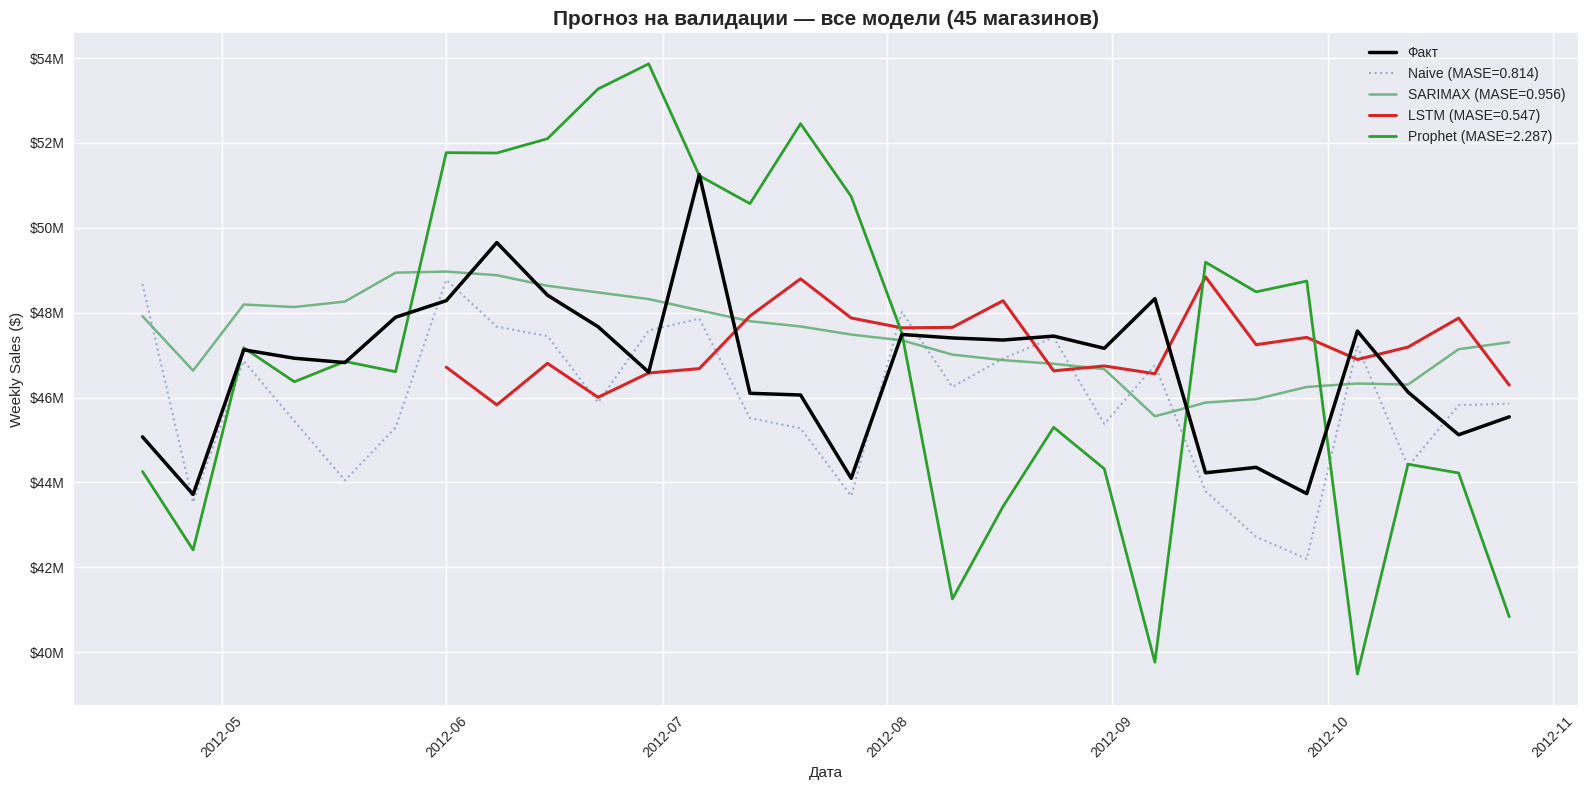 Прогноз на валидации — все модели (45 магазинов)
Факт
Naive (MASE=0.814)
SARIMAX (MASE=0.956)
LSTM (MASE=0.547)
Prophet (MASE=2.287)
Weekly Sales ($)
$54M
$52M
$50M
$48M
$46M
$44M
$42M
$40M
2012-05
2012-06
2012-07
2012-08
2012-09
2012-10
2012-11
Дата